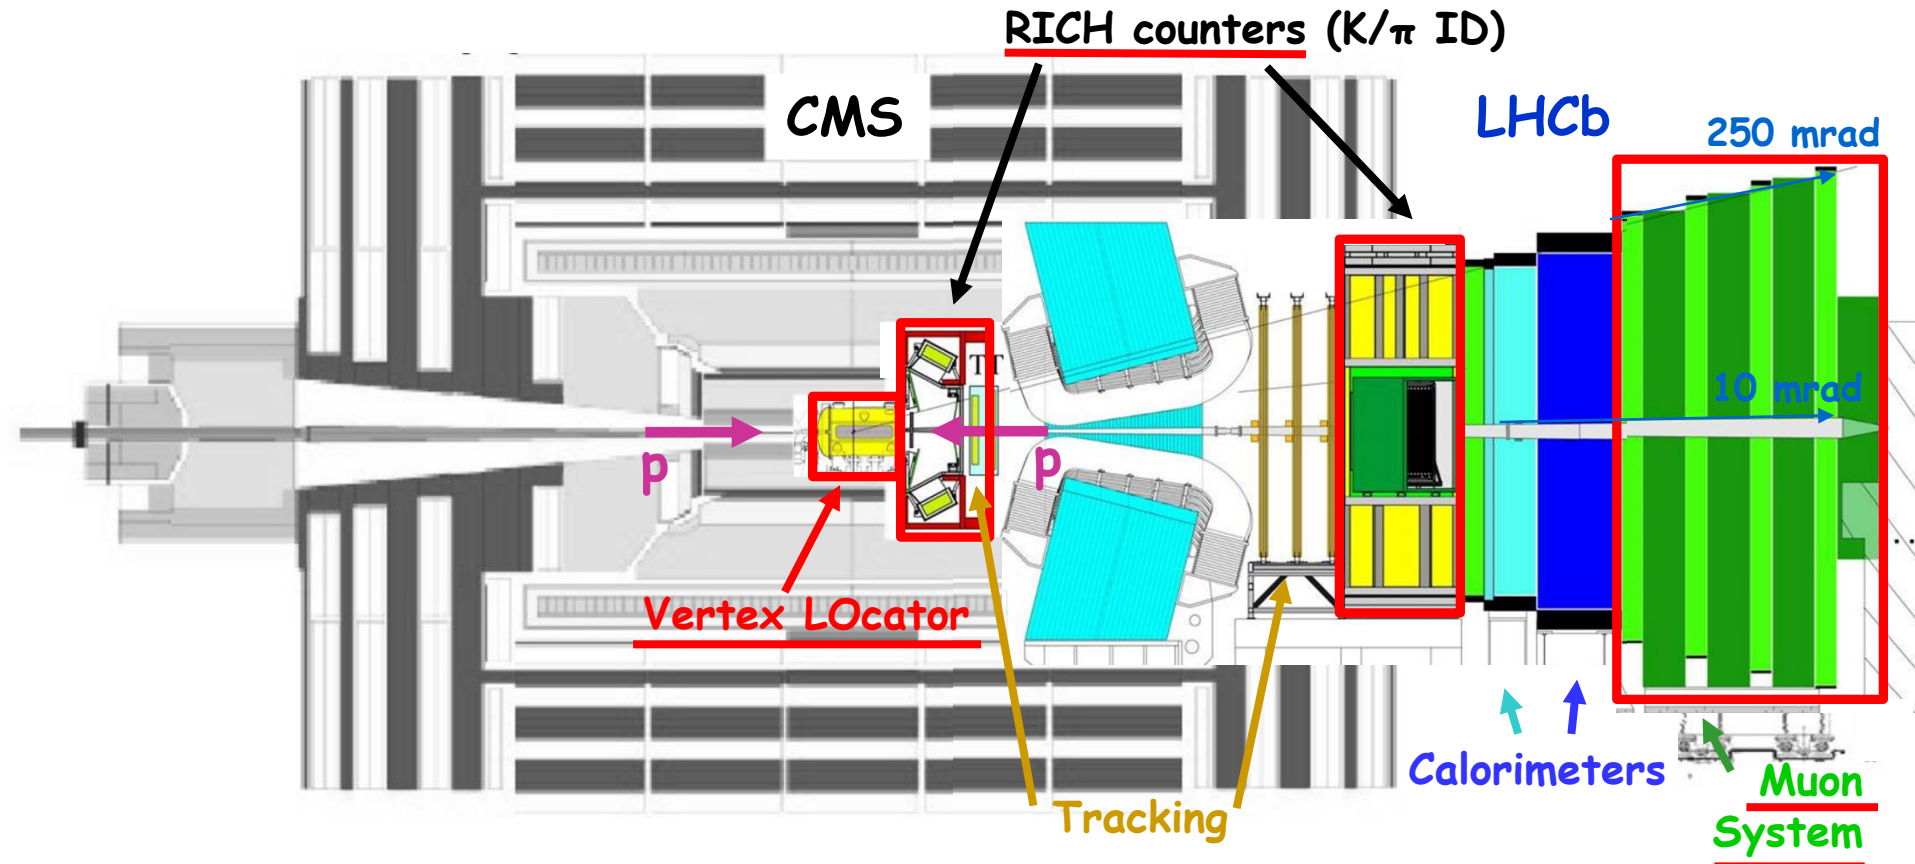 RICH counters (K/π ID)
CMS
LHCb
250 mrad
TT
10 mrad
p
p
Vertex LOcator
Calorimeters
Muon
System
Tracking